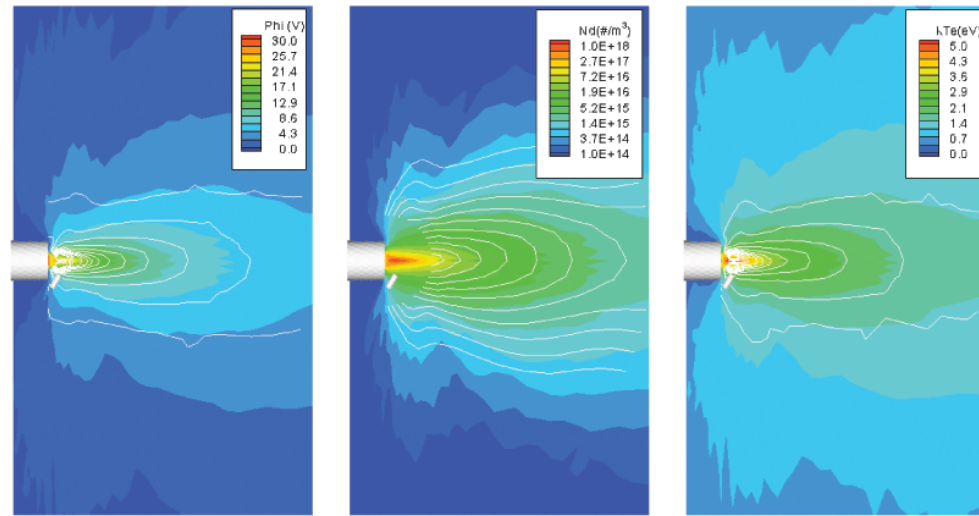 Phi (V)
30.0
25.7
21.4
17.1
12.9
8.6
4.3
0.0
Nd(#/m³)
1.0E+18
2.7E+17
7.2E+16
1.9E+16
5.2E+15
1.4E+15
3.7E+14
1.0E+14
kTe(eV)
5.0
4.3
3.6
2.9
2.1
1.4
0.7
0.0